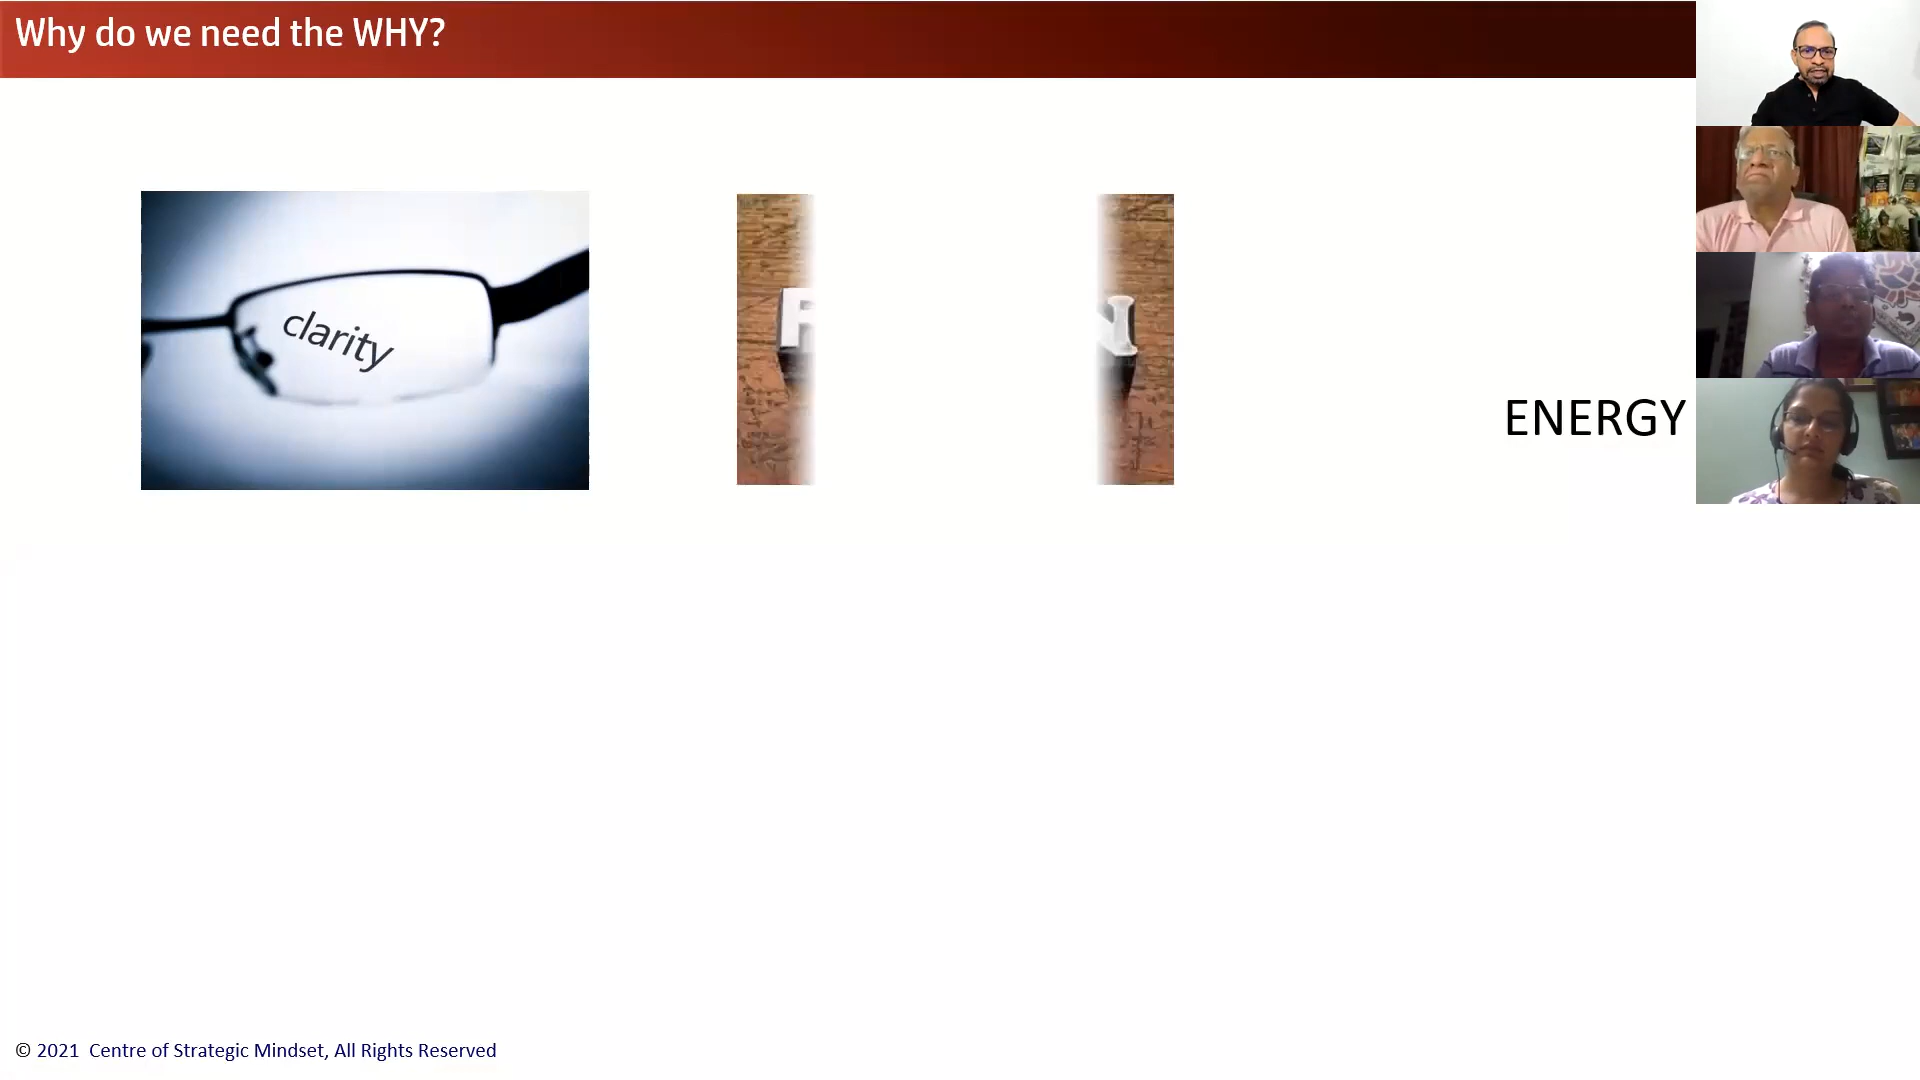 Why do we need the WHY?
clarity
R
N
ENERGY
© 2021 Centre of Strategic Mindset, All Rights Reserved